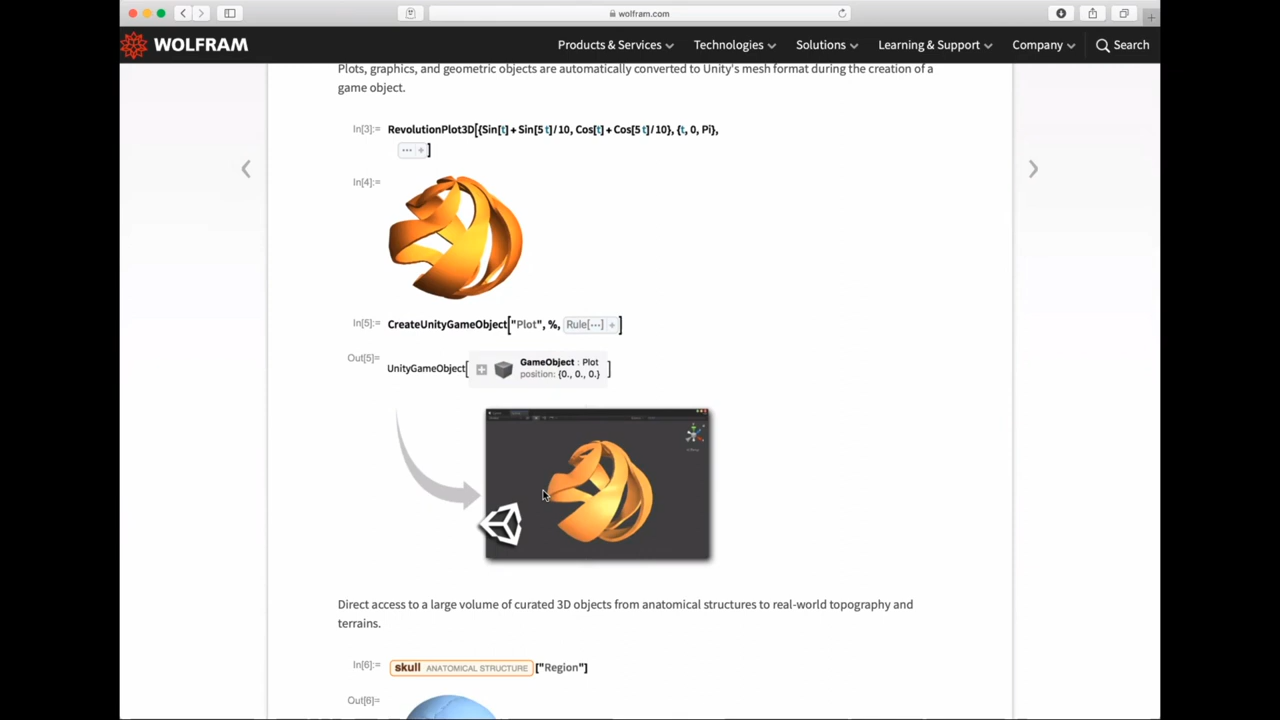 wolfram.com
WOLFRAM
Products & Services
Technologies
Solutions
Learning & Support
Company
Search
Plots, graphics, and geometric objects are automatically converted to Unity's mesh format during the creation of a
game object.
In[3]:= RevolutionPlot3D[{Sin[t] + Sin[5 t] / 10, Cos[t] + Cos[5 t] / 10}, {t, 0, Pi},
... ]
In[4]:=
In[5]:= CreateUnityGameObject["Plot", %, Rule[...] ]
Out[5]= UnityGameObject[ GameObject : Plot
position: {0., 0., 0.} ]
Direct access to a large volume of curated 3D objects from anatomical structures to real-world topography and
terrains.
In[6]:= skull ANATOMICAL STRUCTURE ["Region"]
Out[6]=